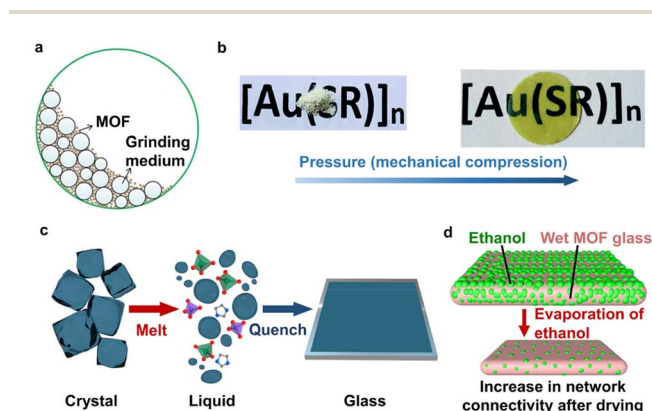 a
MOF
Grinding
medium
b
[Au(SR)]n
[Au(SR)]n
Pressure (mechanical compression)
c
Melt
Quench
Crystal
Liquid
Glass
d
Ethanol
Wet MOF glass
Evaporation of
ethanol
Increase in network
connectivity after drying